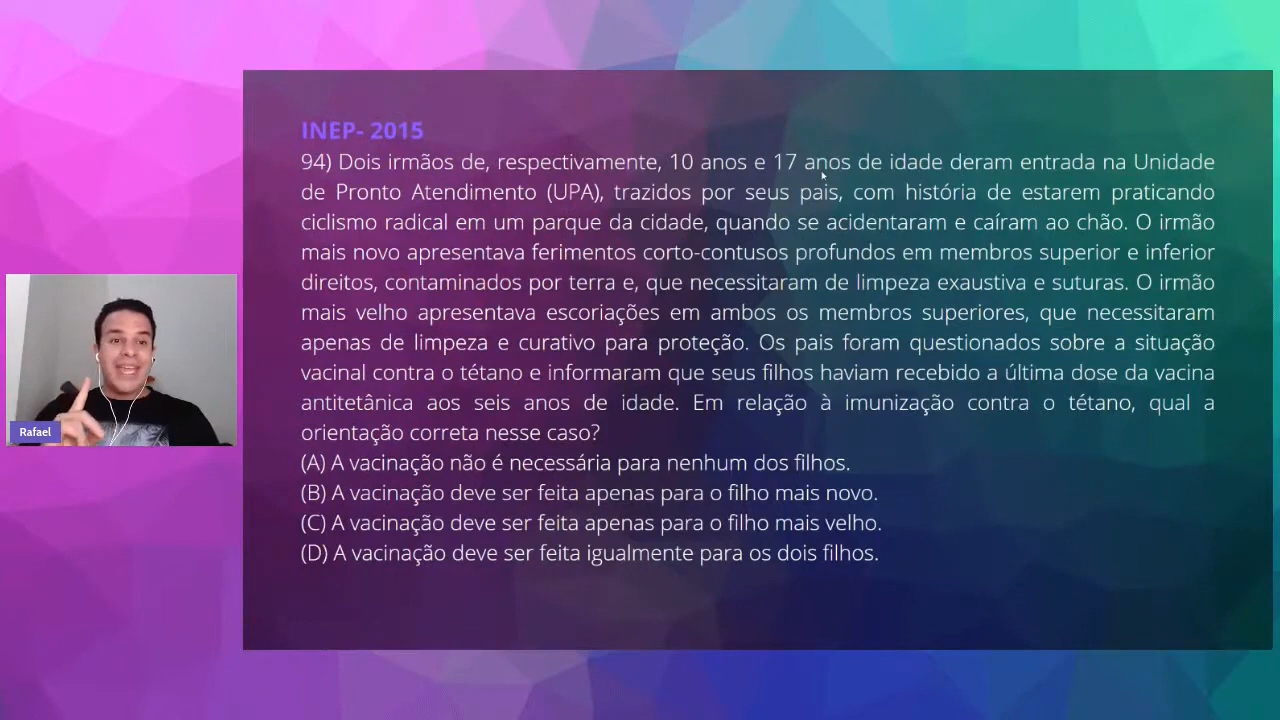 INEP- 2015
94) Dois irmãos de, respectivamente, 10 anos e 17 anos de idade deram entrada na Unidade
de Pronto Atendimento (UPA), trazidos por seus pais, com história de estarem praticando
ciclismo radical em um parque da cidade, quando se acidentaram e caíram ao chão. O irmão
mais novo apresentava ferimentos corto-contusos profundos em membros superior e inferior
direitos, contaminados por terra e, que necessitaram de limpeza exaustiva e suturas. O irmão
mais velho apresentava escoriações em ambos os membros superiores, que necessitaram
apenas de limpeza e curativo para proteção. Os pais foram questionados sobre a situação
vacinal contra o tétano e informaram que seus filhos haviam recebido a última dose da vacina
antitetânica aos seis anos de idade. Em relação à imunização contra o tétano, qual a
orientação correta nesse caso?
(A) A vacinação não é necessária para nenhum dos filhos.
(B) A vacinação deve ser feita apenas para o filho mais novo.
(C) A vacinação deve ser feita apenas para o filho mais velho.
(D) A vacinação deve ser feita igualmente para os dois filhos.
Rafael